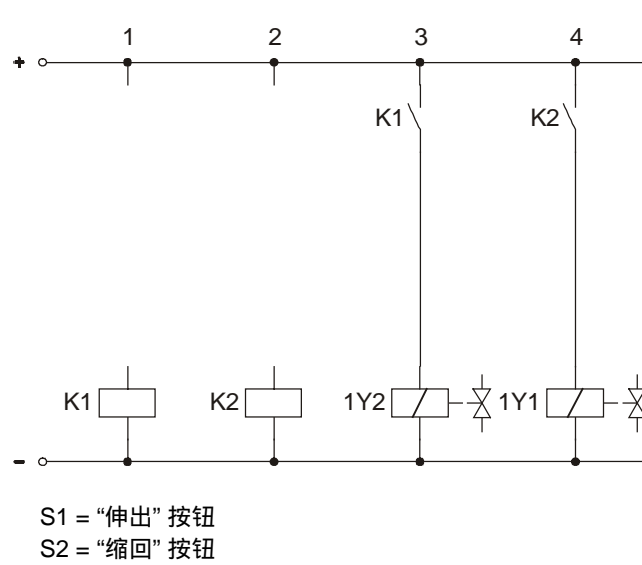 1 2 3 4
+
K1 K2
K1 K2 1Y2 1Y1
-
S1 = “伸出” 按钮
S2 = “缩回” 按钮